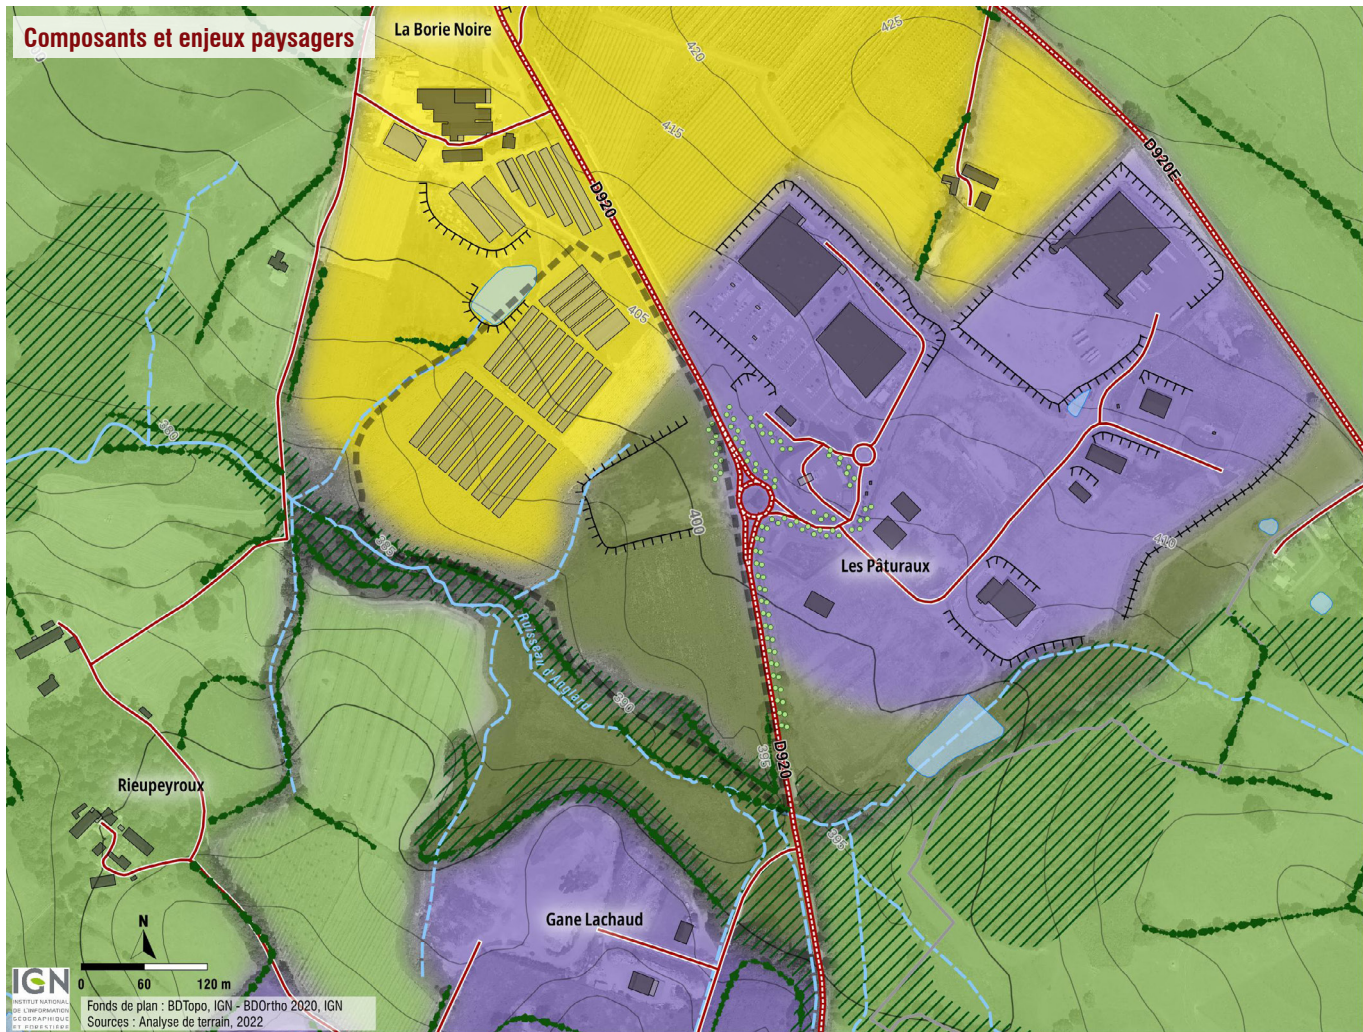 Composants et enjeux paysagers
La Borie Noire
425
420
415
D920E
D920
405
380
400
385
410
Les Pâturaux
Ruisseau d'Anglard
390
395
D920
Rieupeyroux
395
Gane Lachaud
N
0 60 120 m
IGN
INSTITUT NATIONAL
DE L'INFORMATION
GÉOGRAPHIQUE
ET FORESTIÈRE
Fonds de plan : BDTopo, IGN - BDOrtho 2020, IGN
Sources : Analyse de terrain, 2022